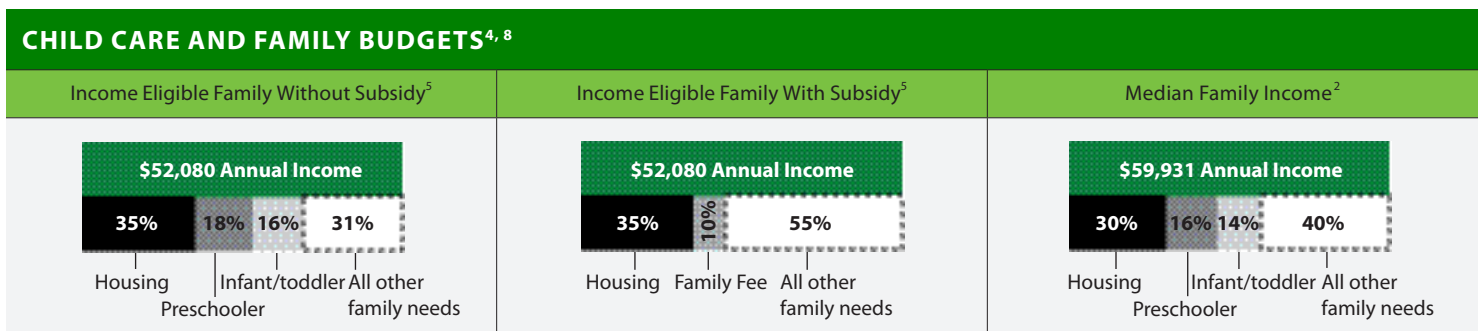 CHILD CARE AND FAMILY BUDGETS4, 8
Income Eligible Family Without Subsidy5
Income Eligible Family With Subsidy5
Median Family Income2
$52,080 Annual Income
35% 18% 16% 31%
Housing
Preschooler
Infant/toddler
All other
family needs
$52,080 Annual Income
35% 10% 55%
Housing
Family Fee
All other
family needs
$59,931 Annual Income
30% 16% 14% 40%
Housing
Preschooler
Infant/toddler
All other
family needs